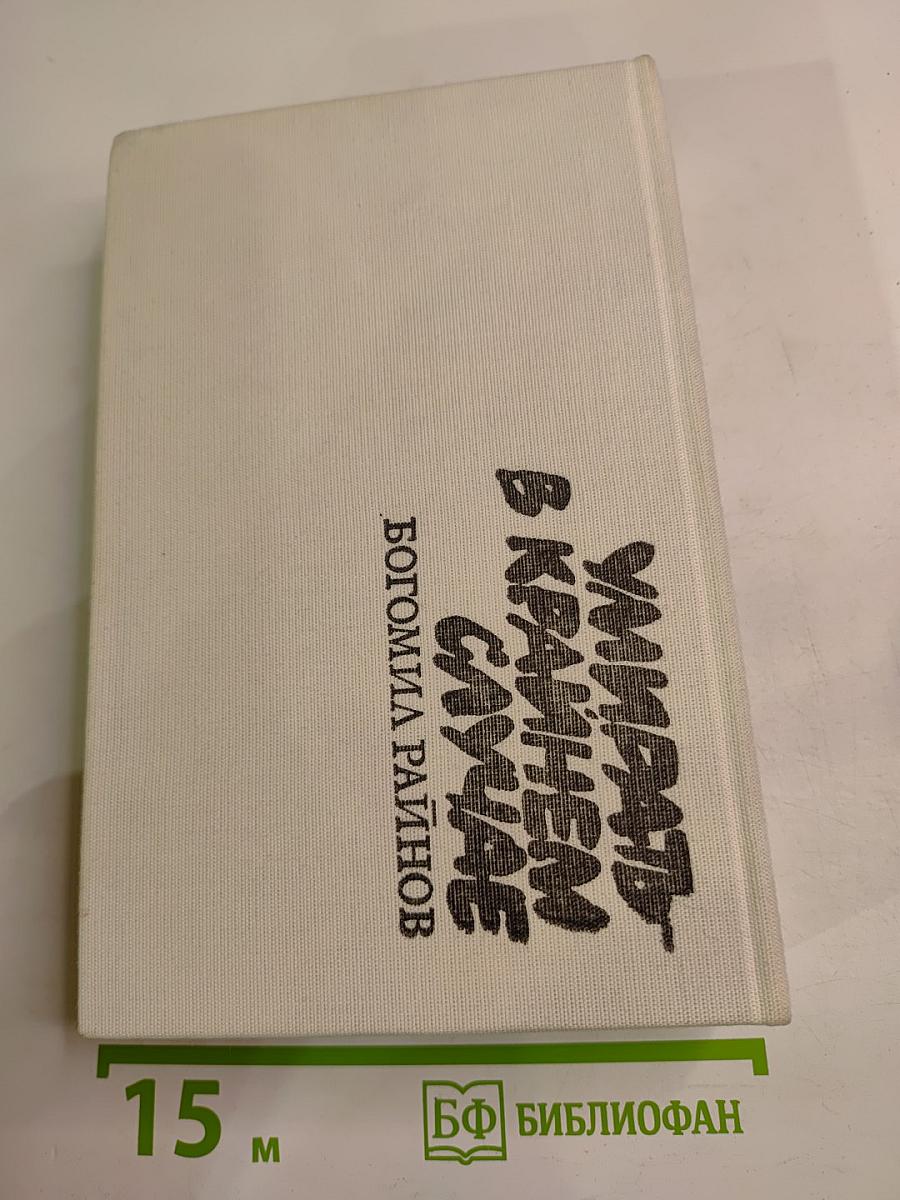 УМИРАТЬ
В КРАЙНЕМ
СЛУЧАЕ
БОГОМИЛ РАЙНОВ
15 м
БФ БИБЛИОФАН